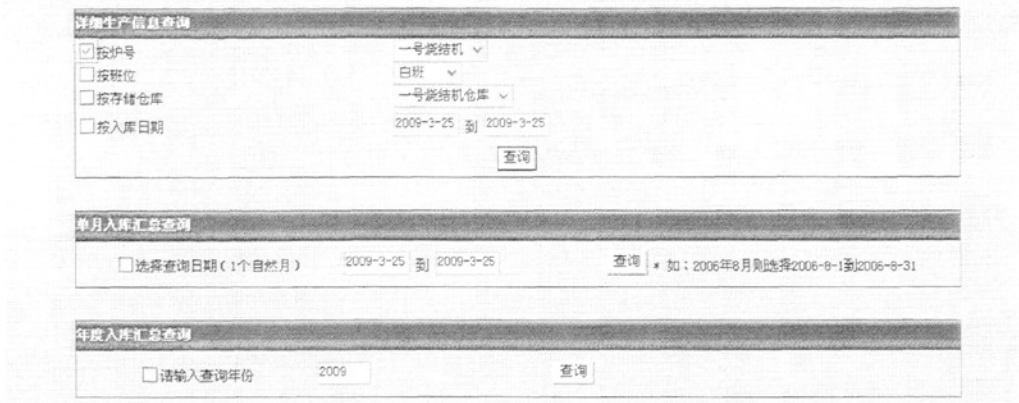 详细生产信息查询
按炉号 一号烧结机
按班位 白班
按存储仓库 一号烧结机仓库
按入库日期 2009-3-25 到 2009-3-25
查询
单月入库汇总查询
选择查询日期(1个自然月) 2009-3-25 到 2009-3-25 查询 * 如：2006年8月则选择2006-8-1到2006-8-31
年度入库汇总查询
请输入查询年份 2009 查询